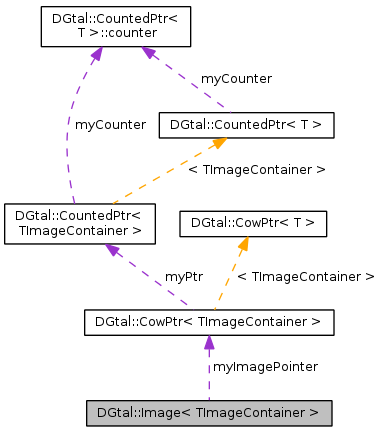 DGtal::CountedPtr<
T >::counter
myCounter
myCounter
DGtal::CountedPtr< T >
< TImageContainer >
DGtal::CountedPtr<
TImageContainer >
DGtal::CowPtr< T >
myPtr
< TImageContainer >
DGtal::CowPtr< TImageContainer >
myImagePointer
DGtal::Image< TImageContainer >